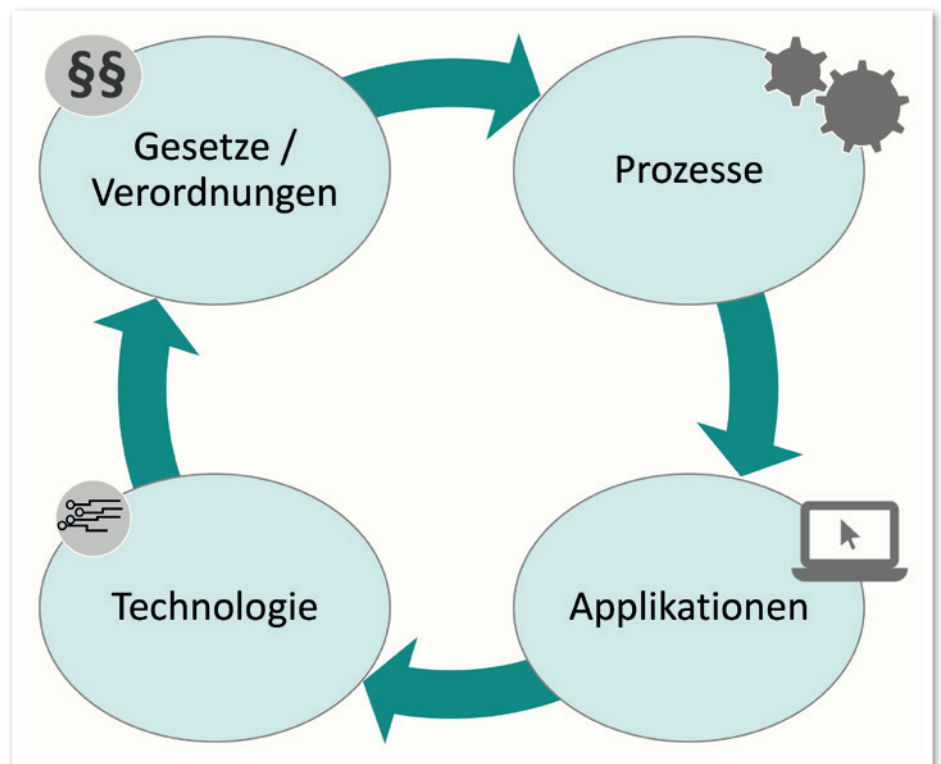 §§
Gesetze /
Verordnungen
Prozesse
Technologie
Applikationen